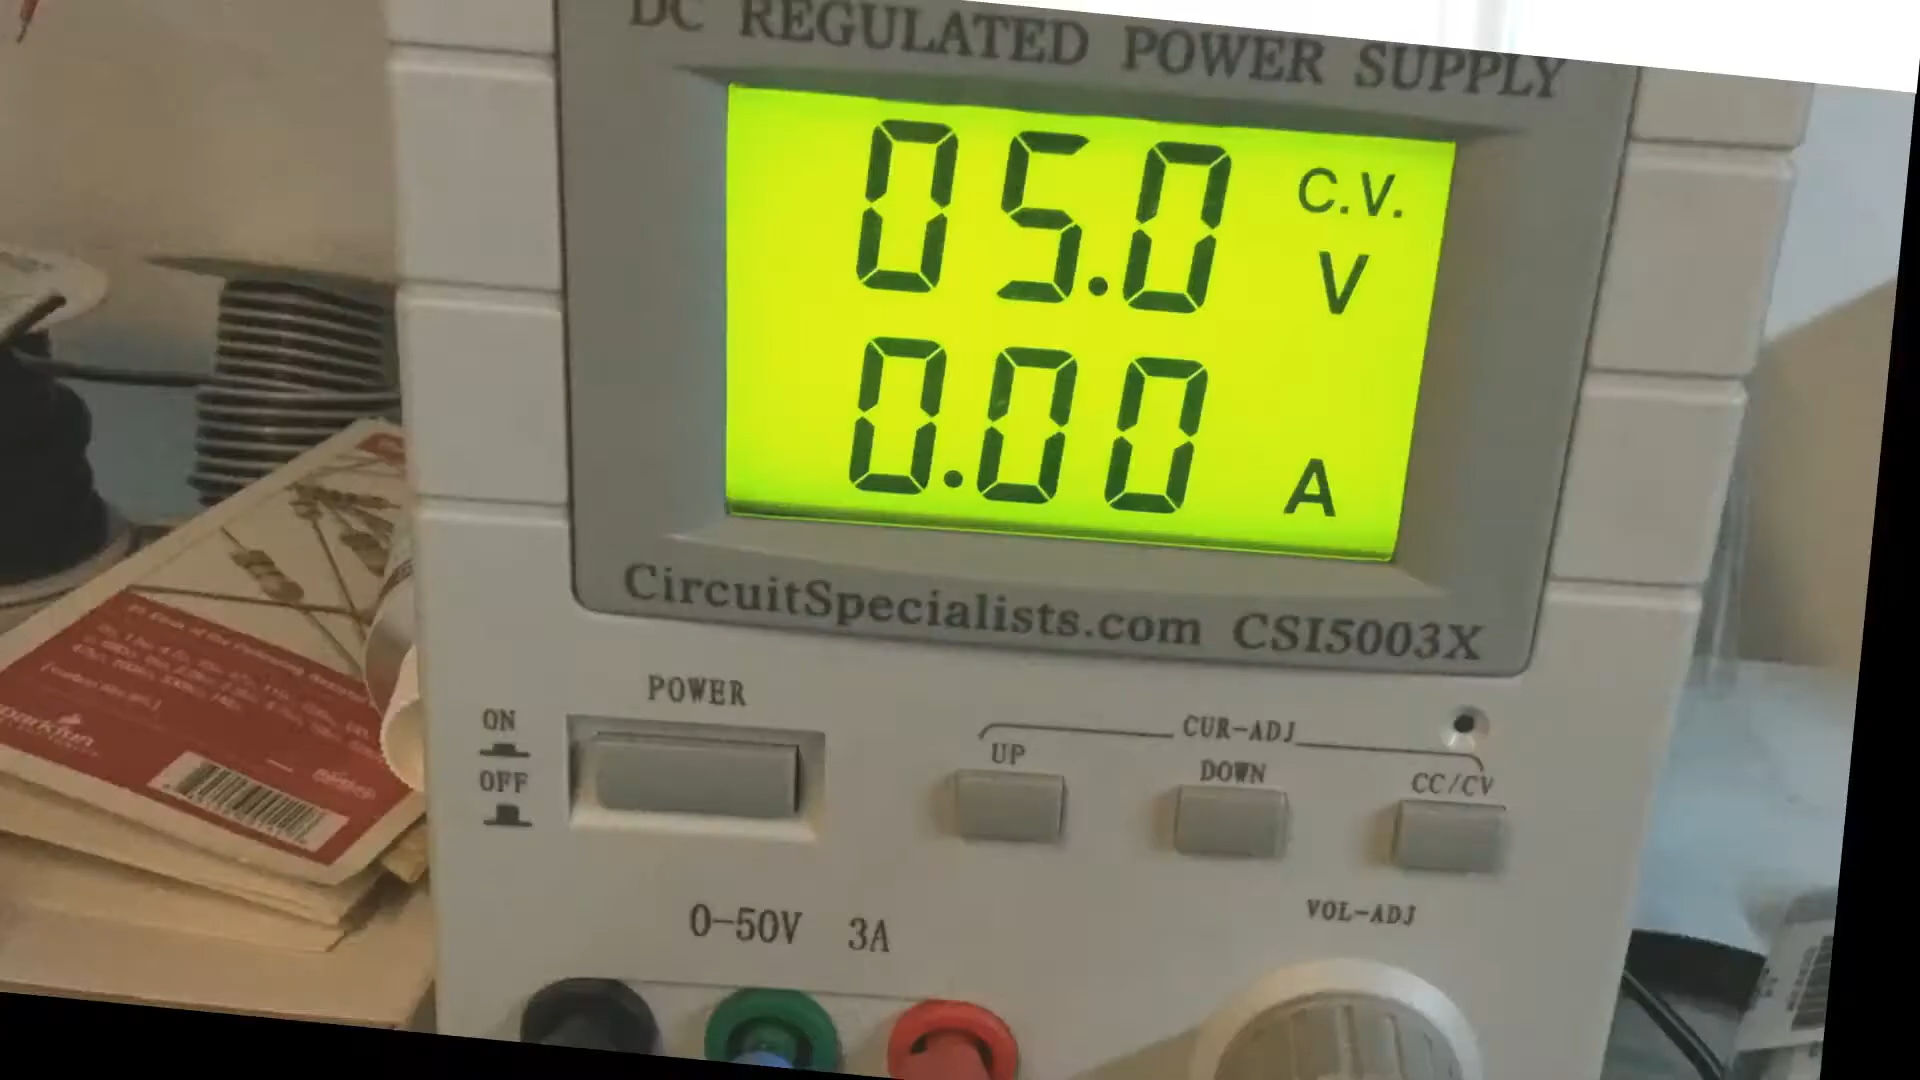 DC REGULATED POWER SUPPLY
05.0 C.V. V
0.00 A
CircuitSpecialists.com CSI5003X
POWER
ON
OFF
CUR-ADJ
UP DOWN CC/CV
VOL-ADJ
0-50V 3A
sparkfun